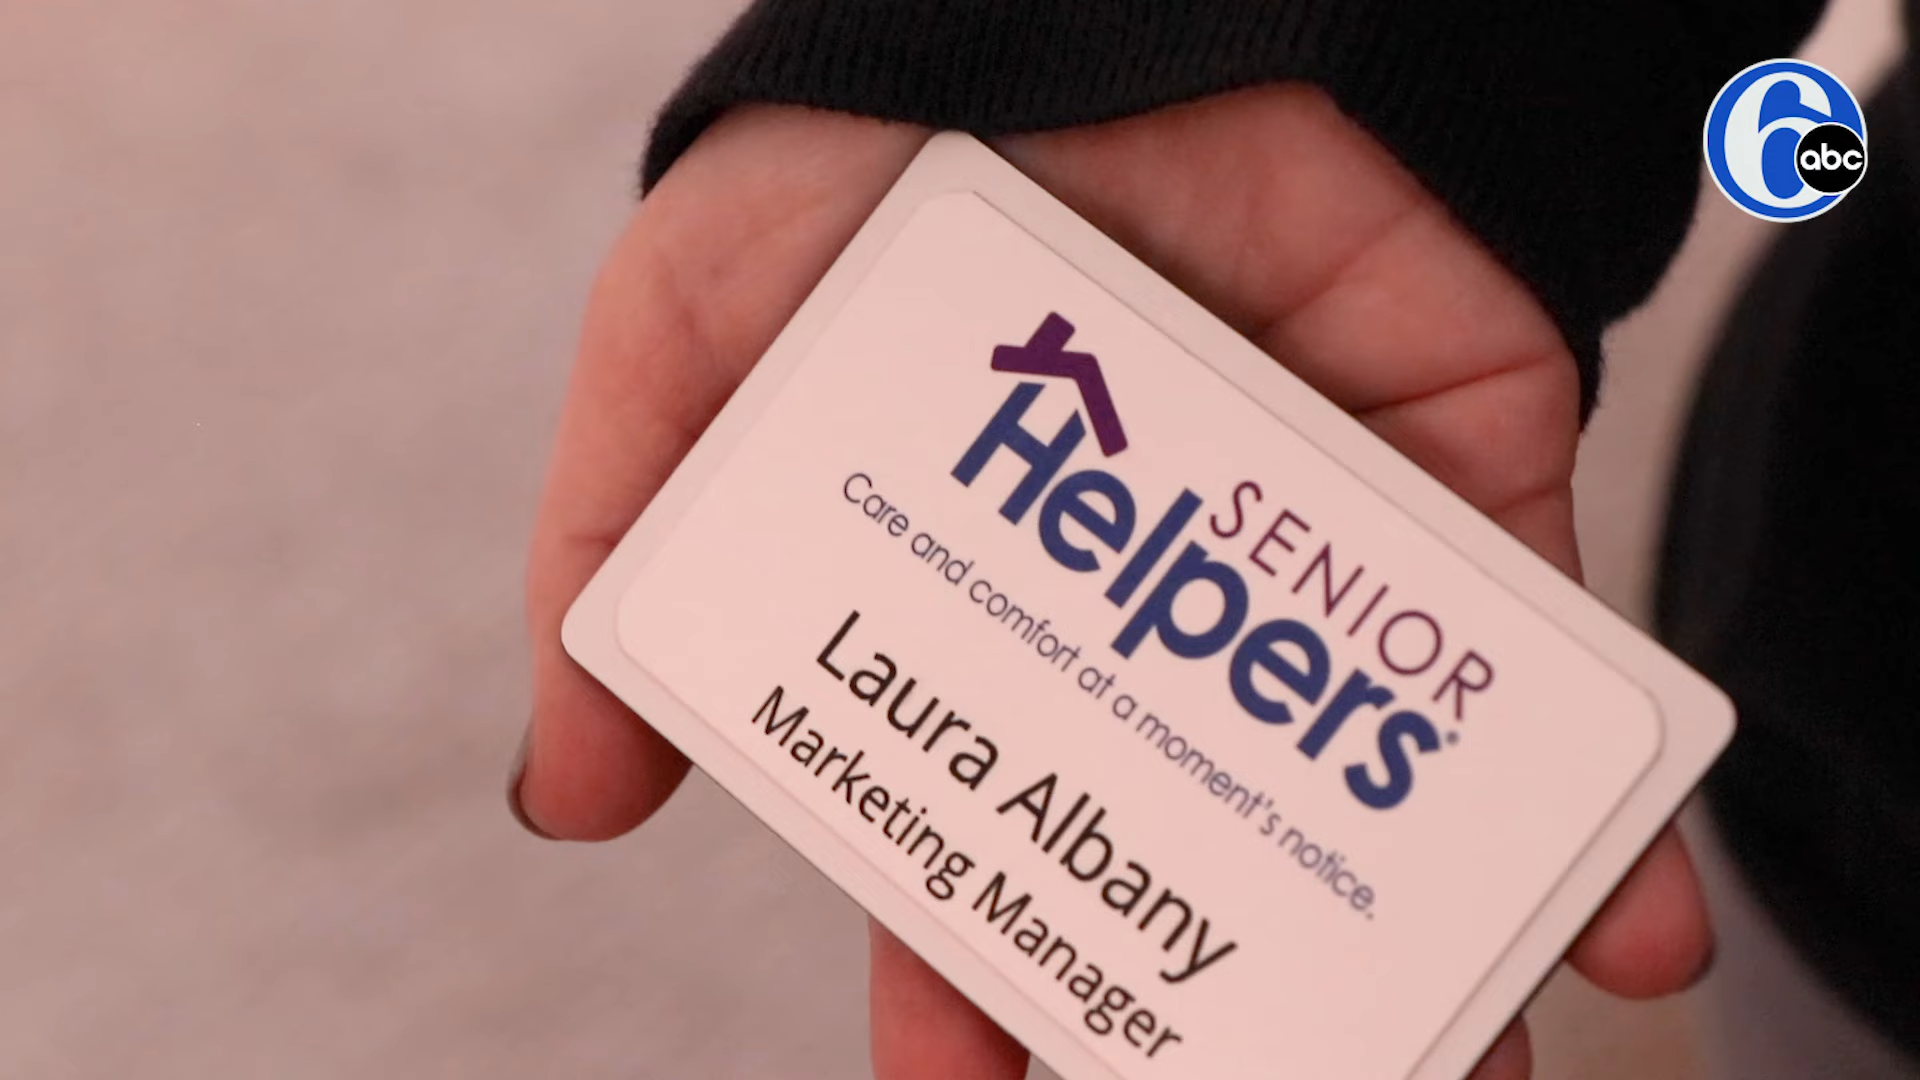 6
abc
SENIOR
Helpers
Care and comfort at a moment's notice.
Laura Albany
Marketing Manager